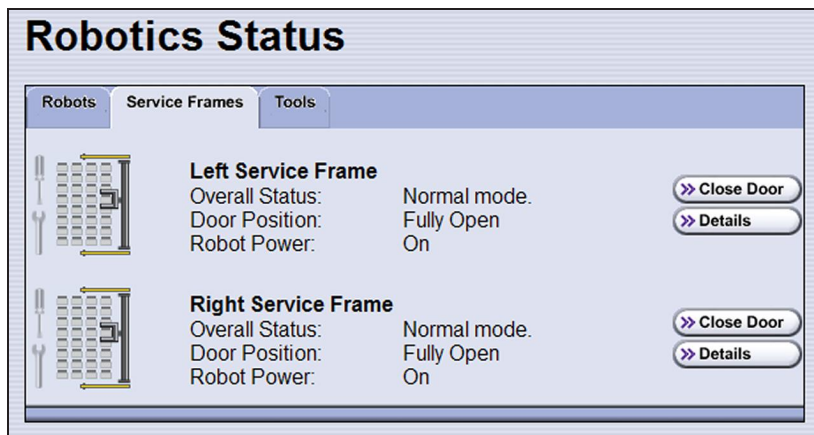 Robotics Status
Robots Service Frames Tools
Left Service Frame
Overall Status: Normal mode.
Door Position: Fully Open
Robot Power: On
Close Door
Details
Right Service Frame
Overall Status: Normal mode.
Door Position: Fully Open
Robot Power: On
Close Door
Details